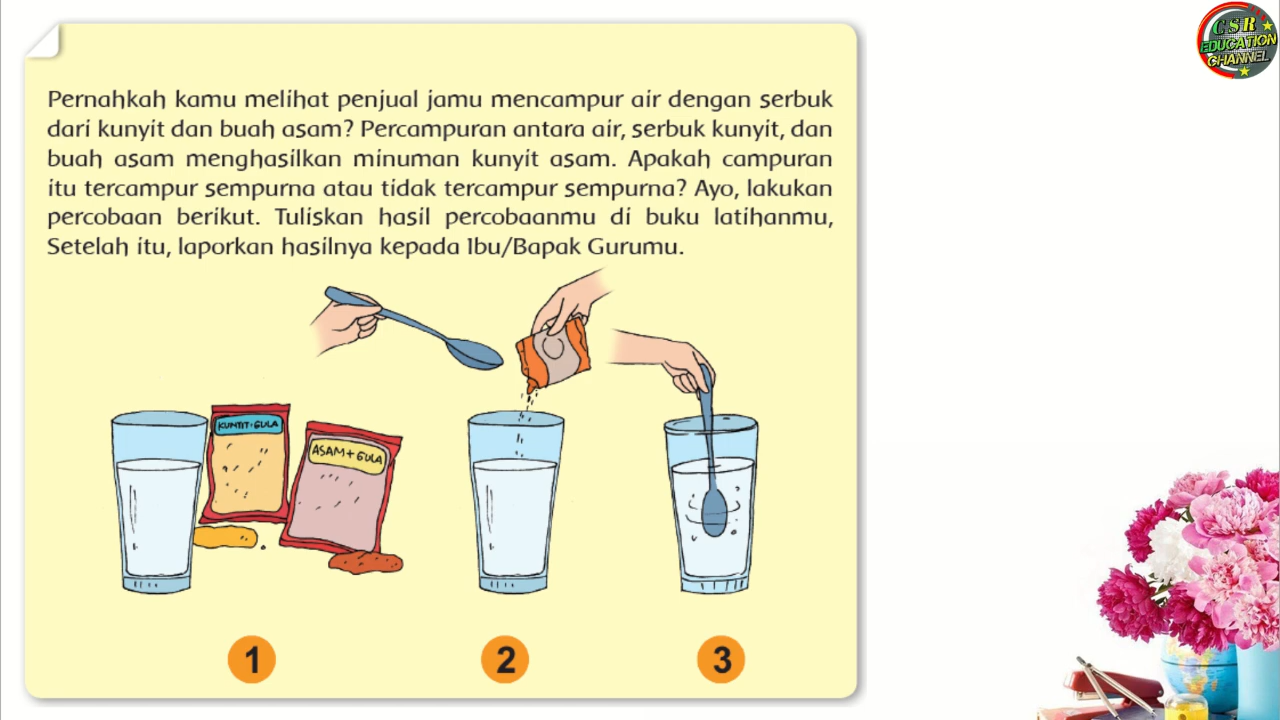 CSR
EDUCATION
CHANNEL
Pernahkah kamu melihat penjual jamu mencampur air dengan serbuk
dari kunyit dan buah asam? Percampuran antara air, serbuk kunyit, dan
buah asam menghasilkan minuman kunyit asam. Apakah campuran
itu tercampur sempurna atau tidak tercampur sempurna? Ayo, lakukan
percobaan berikut. Tuliskan hasil percobaanmu di buku latihanmu,
Setelah itu, laporkan hasilnya kepada Ibu/Bapak Gurumu.
KUNYIT+GULA
ASAM+GULA
1
2
3